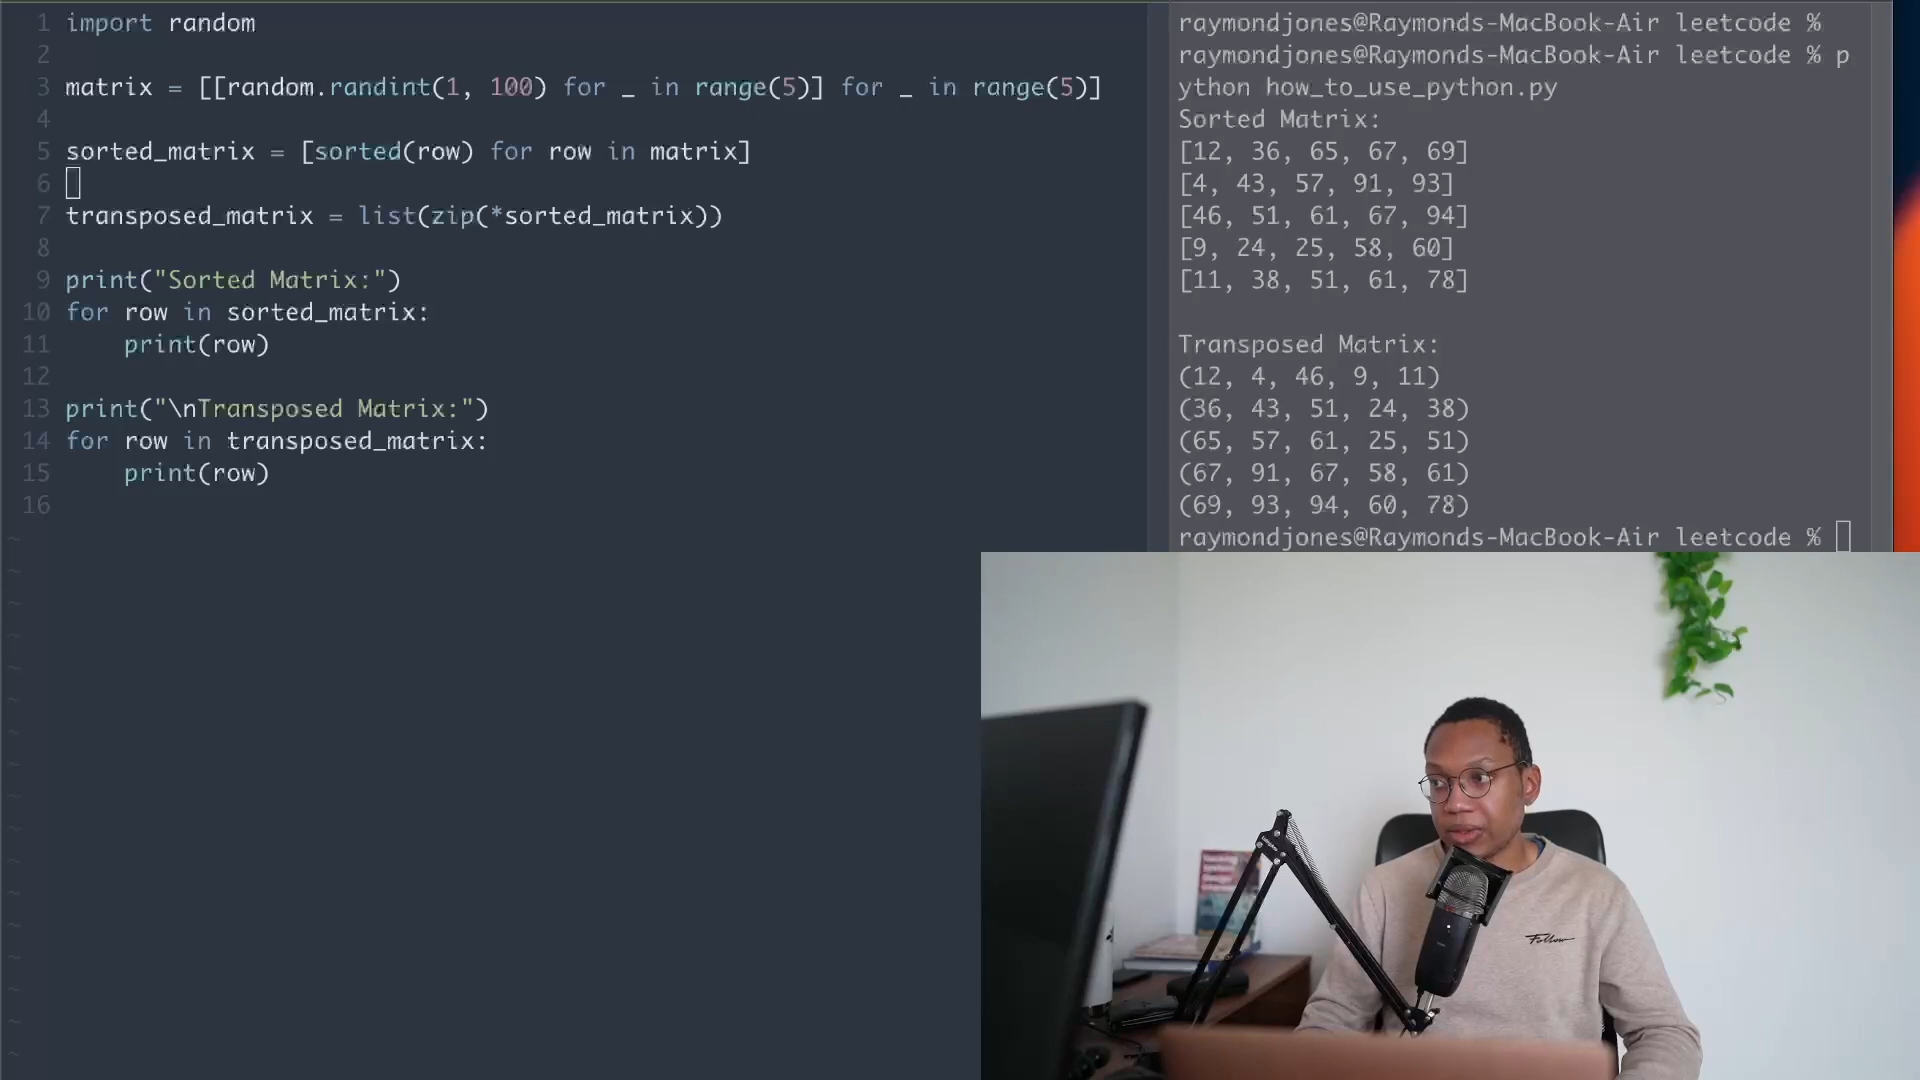 1 import random
2
3 matrix = [[random.randint(1, 100) for _ in range(5)] for _ in range(5)]
4
5 sorted_matrix = [sorted(row) for row in matrix]
6
7 transposed_matrix = list(zip(*sorted_matrix))
8
9 print("Sorted Matrix:")
10 for row in sorted_matrix:
11     print(row)
12
13 print("\nTransposed Matrix:")
14 for row in transposed_matrix:
15     print(row)
16
raymondjones@Raymonds-MacBook-Air leetcode %
raymondjones@Raymonds-MacBook-Air leetcode % p
ython how_to_use_python.py
Sorted Matrix:
[12, 36, 65, 67, 69]
[4, 43, 57, 91, 93]
[46, 51, 61, 67, 94]
[9, 24, 25, 58, 60]
[11, 38, 51, 61, 78]
Transposed Matrix:
(12, 4, 46, 9, 11)
(36, 43, 51, 24, 38)
(65, 57, 61, 25, 51)
(67, 91, 67, 58, 61)
(69, 93, 94, 60, 78)
raymondjones@Raymonds-MacBook-Air leetcode %
Follow